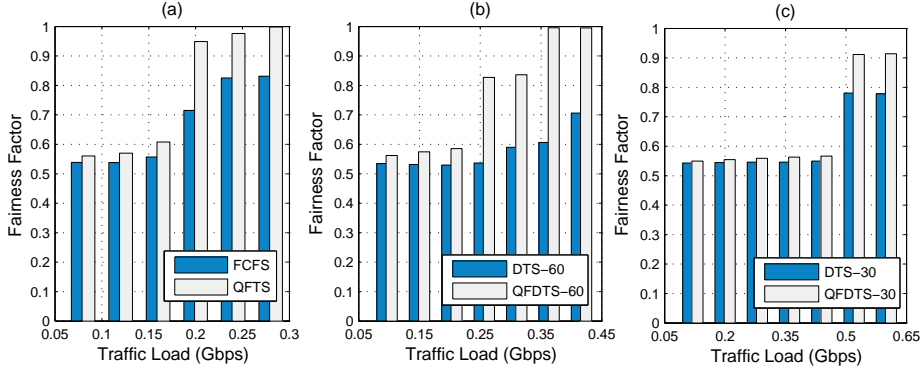 (a)
Fairness Factor
1
0.9
0.8
0.7
0.6
0.5
0.4
0.3
0.2
0.1
0
FCFS
QFTS
0.05 0.1 0.15 0.2 0.25 0.3
Traffic Load (Gbps)
(b)
Fairness Factor
1
0.9
0.8
0.7
0.6
0.5
0.4
0.3
0.2
0.1
0
DTS−60
QFDTS−60
0.05 0.15 0.25 0.35 0.45
Traffic Load (Gbps)
(c)
Fairness Factor
1
0.9
0.8
0.7
0.6
0.5
0.4
0.3
0.2
0.1
0
DTS−30
QFDTS−30
0.05 0.2 0.35 0.5 0.65
Traffic Load (Gbps)